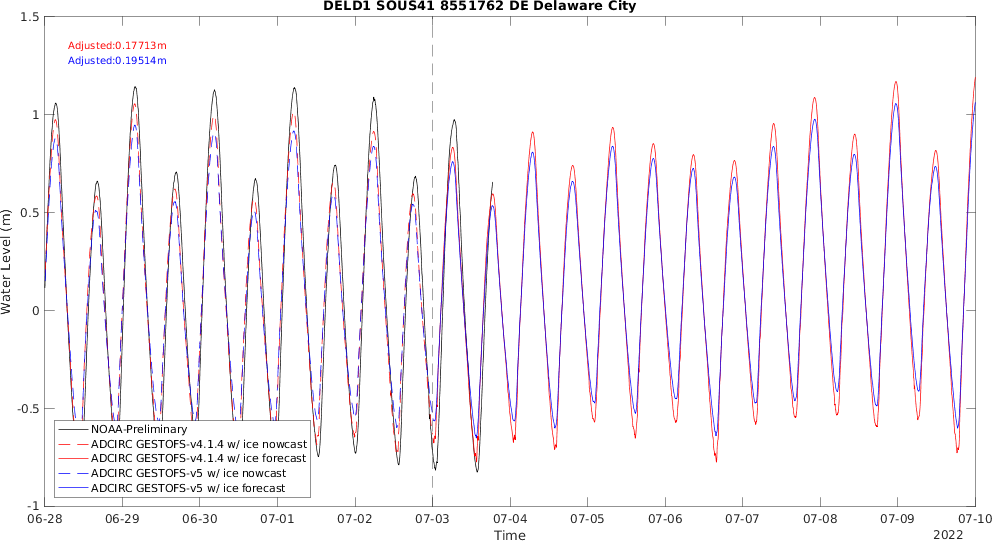 DELD1 SOUS41 8551762 DE Delaware City
1.5
Adjusted:0.17713m
Adjusted:0.19514m
1
0.5
0
-0.5
-1
Water Level (m)
NOAA-Preliminary
ADCIRC GESTOFS-v4.1.4 w/ ice nowcast
ADCIRC GESTOFS-v4.1.4 w/ ice forecast
ADCIRC GESTOFS-v5 w/ ice nowcast
ADCIRC GESTOFS-v5 w/ ice forecast
06-28 06-29 06-30 07-01 07-02 07-03 07-04 07-05 07-06 07-07 07-08 07-09 07-10
Time
2022